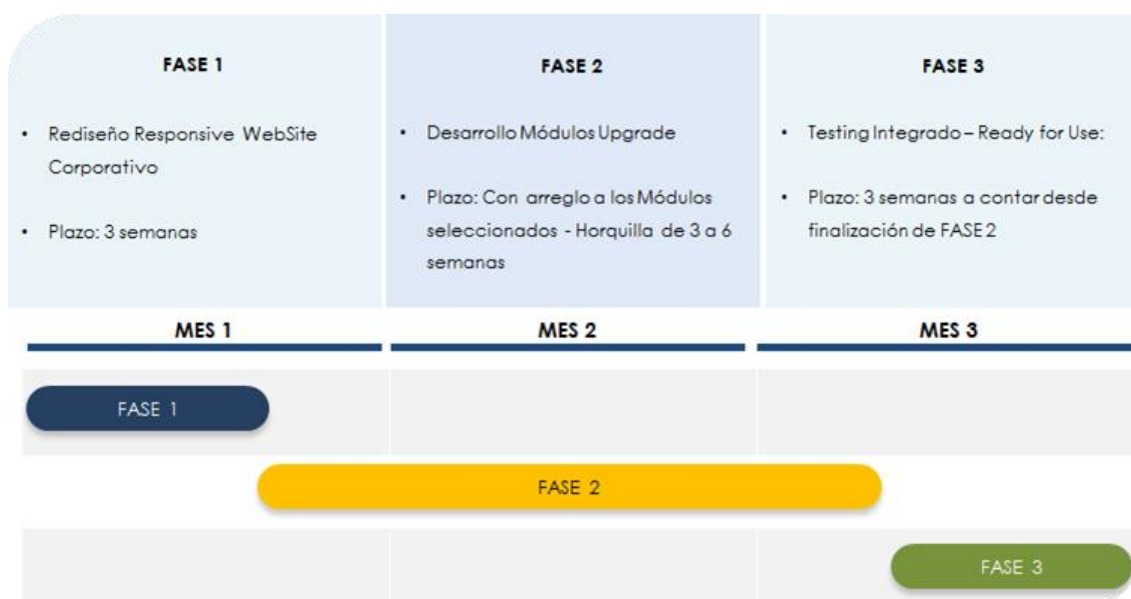 FASE 1
• Rediseño Responsive WebSite
Corporativo
• Plazo: 3 semanas
FASE 2
• Desarrollo Módulos Upgrade
• Plazo: Con arreglo a los Módulos
seleccionados - Horquilla de 3 a 6
semanas
FASE 3
• Testing Integrado – Ready for Use:
• Plazo: 3 semanas a contar desde
finalización de FASE 2
MES 1
MES 2
MES 3
FASE 1
FASE 2
FASE 3